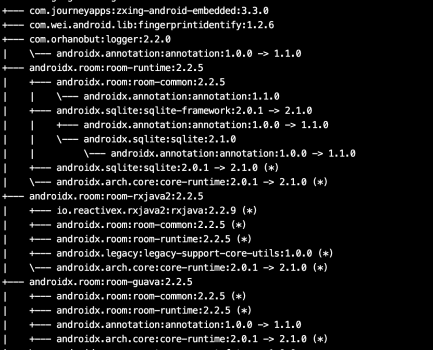 +--- com.journeyapps:zxing-android-embedded:3.3.0
+--- com.wei.android.lib:fingerprintidentify:1.2.6
+--- com.orhanobut:logger:2.2.0
|    \--- androidx.annotation:annotation:1.0.0 -> 1.1.0
+--- androidx.room:room-runtime:2.2.5
|    +--- androidx.room:room-common:2.2.5
|    |    \--- androidx.annotation:annotation:1.1.0
|    +--- androidx.sqlite:sqlite-framework:2.0.1 -> 2.1.0
|    |    +--- androidx.annotation:annotation:1.0.0 -> 1.1.0
|    |    \--- androidx.sqlite:sqlite:2.1.0
|    |         \--- androidx.annotation:annotation:1.0.0 -> 1.1.0
|    +--- androidx.sqlite:sqlite:2.0.1 -> 2.1.0 (*)
|    \--- androidx.arch.core:core-runtime:2.0.1 -> 2.1.0 (*)
+--- androidx.room:room-rxjava2:2.2.5
|    +--- io.reactivex.rxjava2:rxjava:2.2.9 (*)
|    +--- androidx.room:room-common:2.2.5 (*)
|    +--- androidx.room:room-runtime:2.2.5 (*)
|    +--- androidx.legacy:legacy-support-core-utils:1.0.0 (*)
|    \--- androidx.arch.core:core-runtime:2.0.1 -> 2.1.0 (*)
+--- androidx.room:room-guava:2.2.5
|    +--- androidx.room:room-common:2.2.5 (*)
|    +--- androidx.room:room-runtime:2.2.5 (*)
|    +--- androidx.annotation:annotation:1.0.0 -> 1.1.0
|    +--- androidx.arch.core:core-runtime:2.0.1 -> 2.1.0 (*)